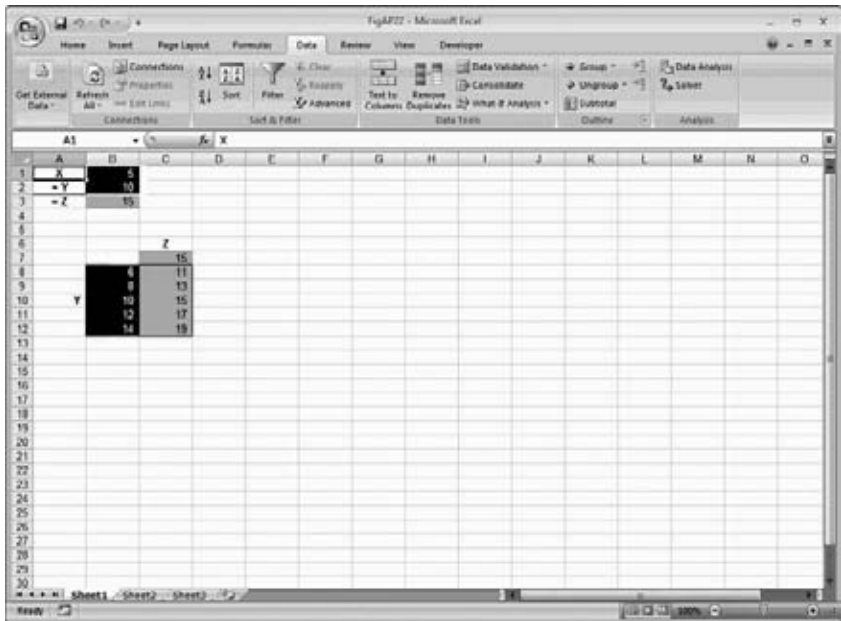 FigAP22 - Microsoft Excel
Home Insert Page Layout Formulas Data Review View Developer
Get External Data
Refresh All
Connections
Properties
Edit Links
Connections
Sort
Filter
Clear
Reapply
Advanced
Sort & Filter
Text to Columns
Remove Duplicates
Data Validation
Consolidate
What-If Analysis
Data Tools
Group
Ungroup
Subtotal
Outline
Data Analysis
Solver
Analysis
A1 fx X
A B C D E F G H I J K L M N O
1 X 5
2 10
3 15
4
5
6 Z
7 15
8 6 11
9 8 13
10 Y 10 15
11 12 17
12 14 19
13
14
15
16
17
18
19
20
21
22
23
24
25
26
27
28
29
30
Sheet1 Sheet2 Sheet3
Ready 100%